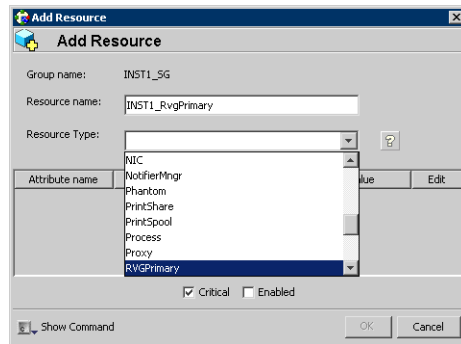 Add Resource
Add Resource
Group name: INST1_SG
Resource name: INST1_RvgPrimary
Resource Type:
NIC
NotifierMngr
Phantom
PrintShare
PrintSpool
Process
Proxy
RVGPrimary
Attribute name Edit
Critical Enabled
Show Command OK Cancel